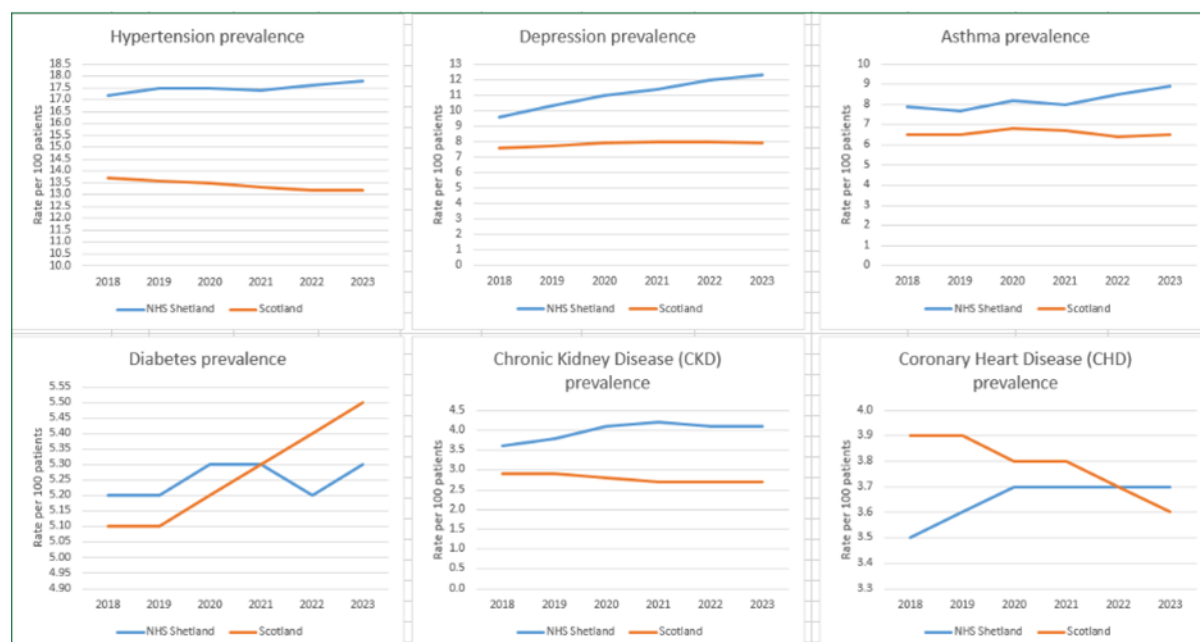 Hypertension prevalence
18.5
18.0
17.5
17.0
16.5
16.0
15.5
15.0
14.5
14.0
13.5
13.0
12.5
12.0
11.5
11.0
10.5
10.0
Rate per 100 patients
2018 2019 2020 2021 2022 2023
NHS Shetland Scotland
Depression prevalence
13
12
11
10
9
8
7
6
5
4
3
2
1
0
Rate per 100 patients
2018 2019 2020 2021 2022 2023
NHS Shetland Scotland
Asthma prevalence
10
9
8
7
6
5
4
3
2
1
0
Rate per 100 patients
2018 2019 2020 2021 2022 2023
NHS Shetland Scotland
Diabetes prevalence
5.55
5.50
5.45
5.40
5.35
5.30
5.25
5.20
5.15
5.10
5.05
5.00
4.95
4.90
Rate per 100 patients
2018 2019 2020 2021 2022 2023
NHS Shetland Scotland
Chronic Kidney Disease (CKD)
prevalence
4.5
4.0
3.5
3.0
2.5
2.0
1.5
1.0
0.5
0.0
Rate per 100 patients
2018 2019 2020 2021 2022 2023
NHS Shetland Scotland
Coronary Heart Disease (CHD)
prevalence
4.0
3.9
3.8
3.7
3.6
3.5
3.4
3.3
Rate per 100 patients
2018 2019 2020 2021 2022 2023
NHS Shetland Scotland